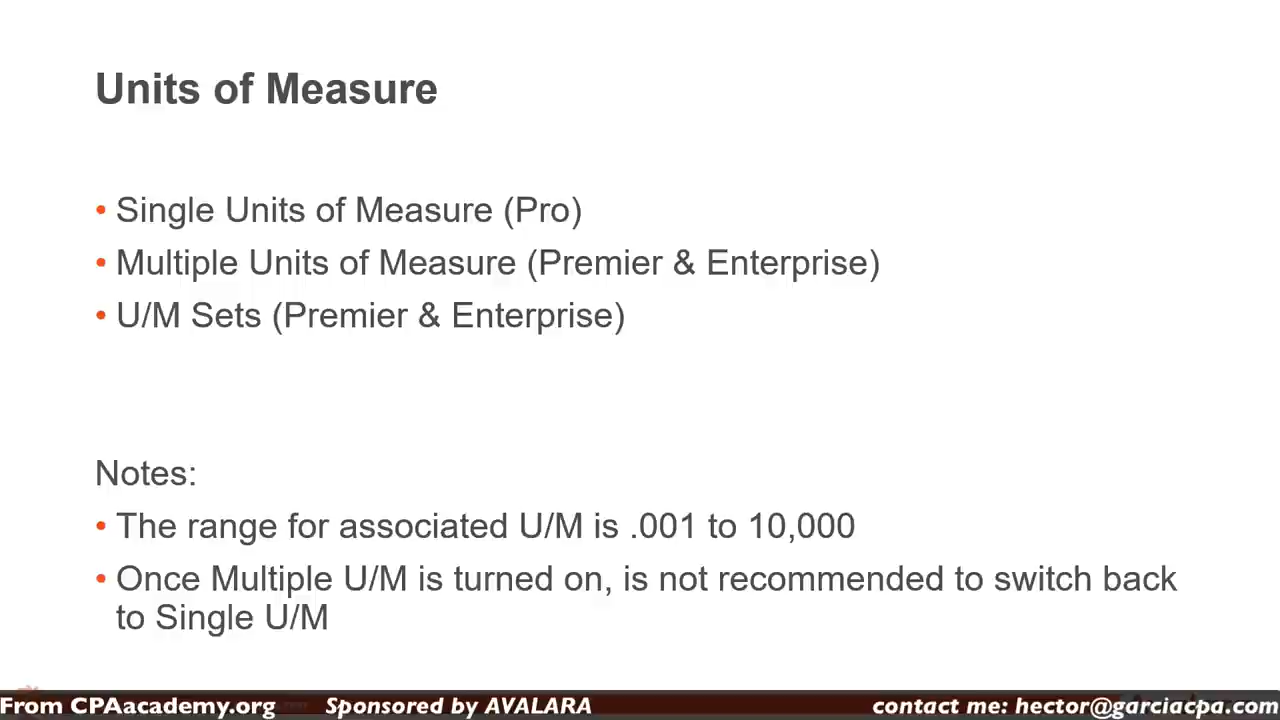 Units of Measure
• Single Units of Measure (Pro)
• Multiple Units of Measure (Premier & Enterprise)
• U/M Sets (Premier & Enterprise)
Notes:
• The range for associated U/M is .001 to 10,000
• Once Multiple U/M is turned on, is not recommended to switch back
to Single U/M
From CPAacademy.org Sponsored by AVALARA contact me: hector@garciacpa.com